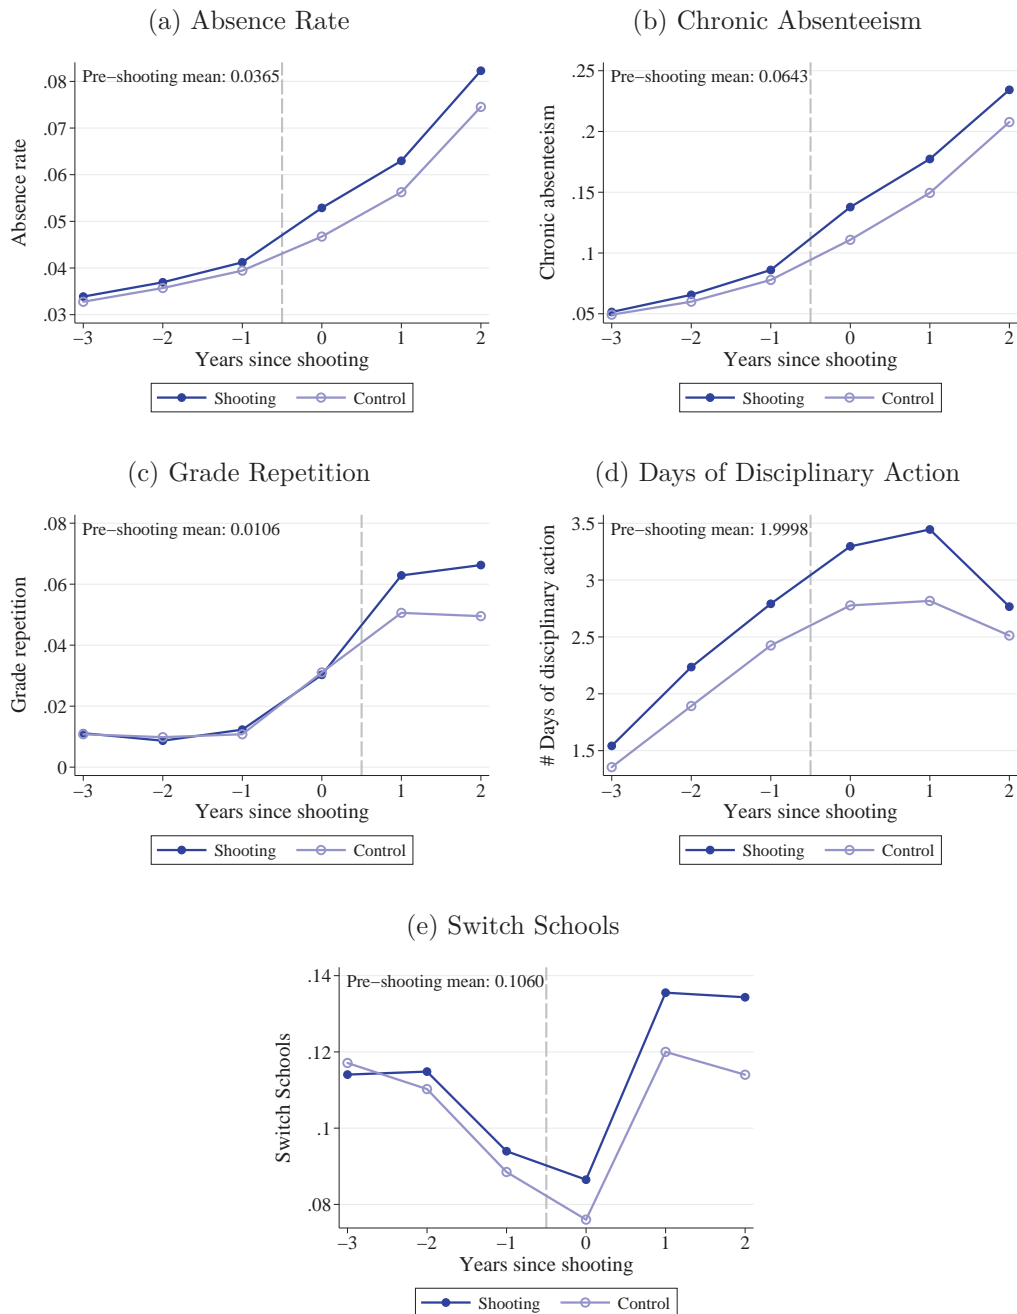 (a) Absence Rate
Pre−shooting mean: 0.0365
.08
.07
.06
.05
.04
.03
Absence rate
−3 −2 −1 0 1 2
Years since shooting
Shooting Control
(b) Chronic Absenteeism
Pre−shooting mean: 0.0643
.25
.2
.15
.1
.05
Chronic absenteeism
−3 −2 −1 0 1 2
Years since shooting
Shooting Control
(c) Grade Repetition
Pre−shooting mean: 0.0106
.08
.06
.04
.02
0
Grade repetition
−3 −2 −1 0 1 2
Years since shooting
Shooting Control
(d) Days of Disciplinary Action
Pre−shooting mean: 1.9998
3.5
3
2.5
2
1.5
# Days of disciplinary action
−3 −2 −1 0 1 2
Years since shooting
Shooting Control
(e) Switch Schools
Pre−shooting mean: 0.1060
.14
.12
.1
.08
Switch Schools
−3 −2 −1 0 1 2
Years since shooting
Shooting Control